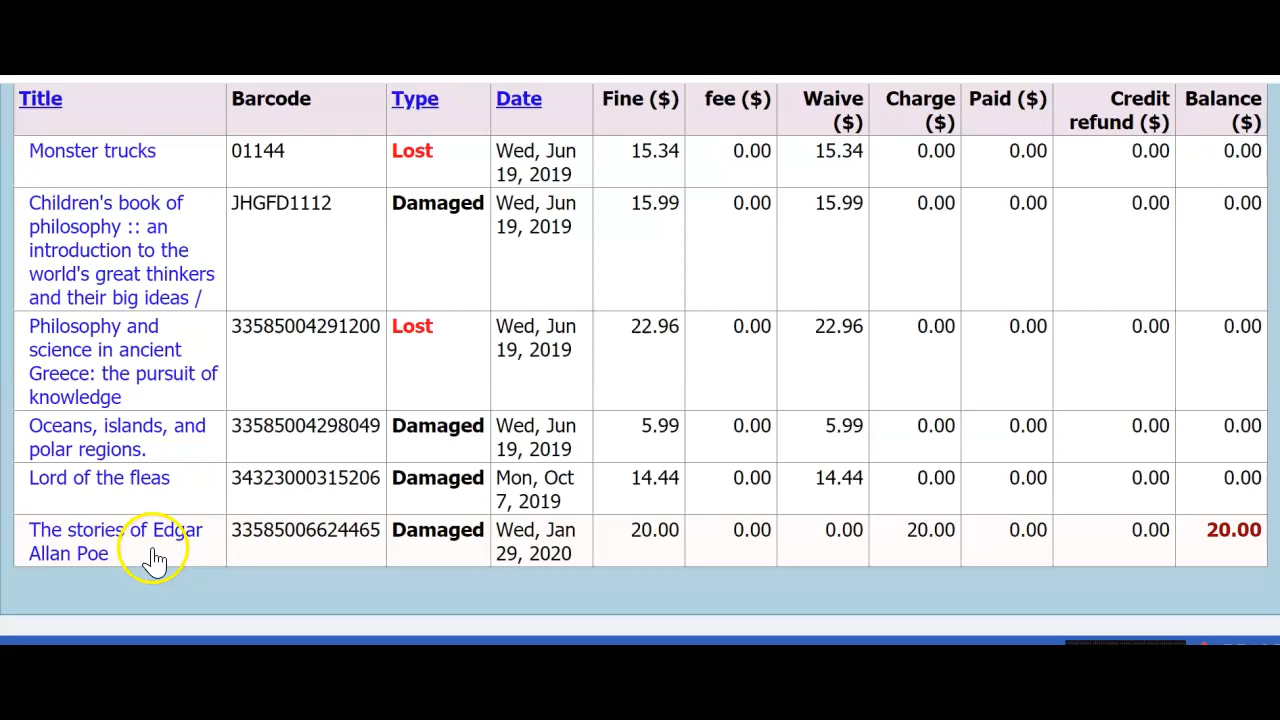 Title Barcode Type Date Fine ($) fee ($) Waive ($) Charge ($) Paid ($) Credit refund ($) Balance ($)
Monster trucks 01144 Lost Wed, Jun 19, 2019 15.34 0.00 15.34 0.00 0.00 0.00 0.00
Children's book of philosophy :: an introduction to the world's great thinkers and their big ideas / JHGFD1112 Damaged Wed, Jun 19, 2019 15.99 0.00 15.99 0.00 0.00 0.00 0.00
Philosophy and science in ancient Greece: the pursuit of knowledge 33585004291200 Lost Wed, Jun 19, 2019 22.96 0.00 22.96 0.00 0.00 0.00 0.00
Oceans, islands, and polar regions. 33585004298049 Damaged Wed, Jun 19, 2019 5.99 0.00 5.99 0.00 0.00 0.00 0.00
Lord of the fleas 34323000315206 Damaged Mon, Oct 7, 2019 14.44 0.00 14.44 0.00 0.00 0.00 0.00
The stories of Edgar Allan Poe 33585006624465 Damaged Wed, Jan 29, 2020 20.00 0.00 0.00 20.00 0.00 0.00 20.00